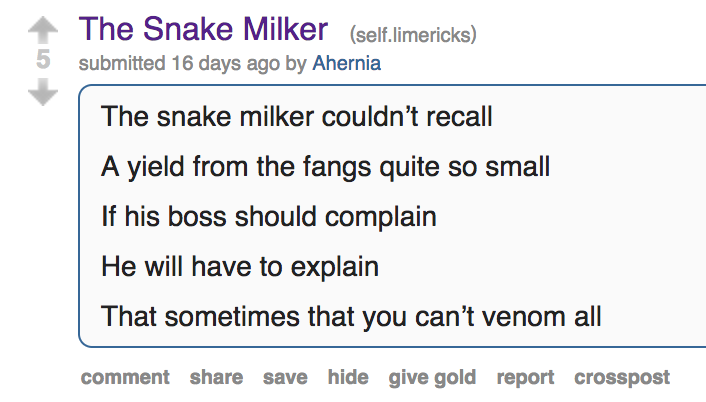 The Snake Milker (self.limericks)
5
submitted 16 days ago by Ahernia
The snake milker couldn’t recall
A yield from the fangs quite so small
If his boss should complain
He will have to explain
That sometimes that you can’t venom all
comment share save hide give gold report crosspost